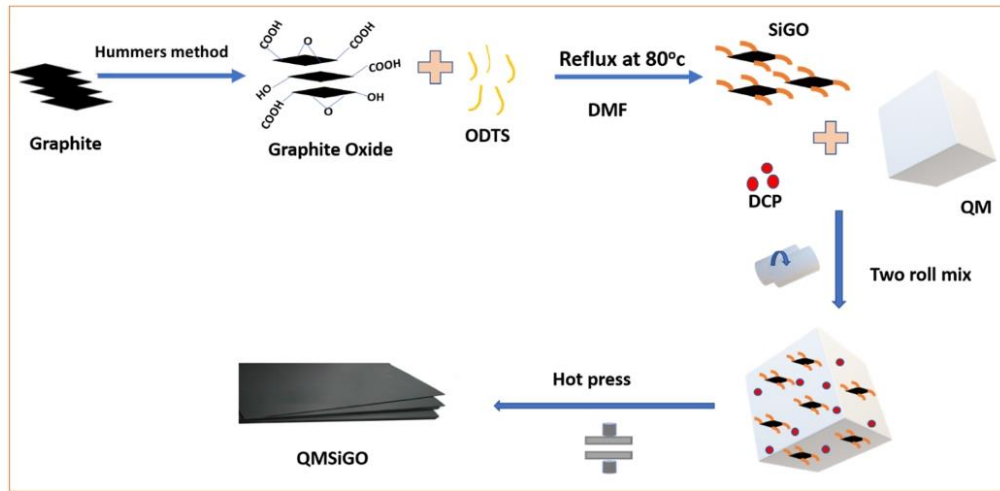 Hummers method
Graphite
COOH
O
COOH
COOH
HO
COOH
O
OH
Graphite Oxide
ODTS
Reflux at 80ºc
DMF
SiGO
DCP
QM
Two roll mix
Hot press
QMSiGO